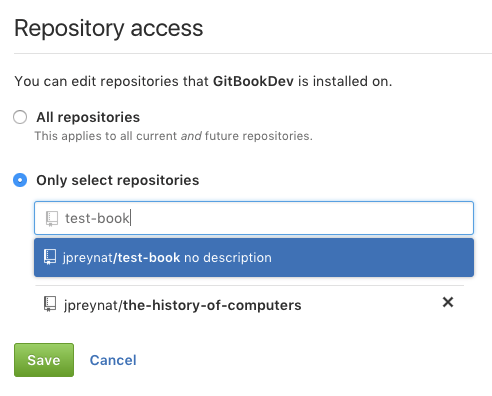 Repository access
You can edit repositories that GitBookDev is installed on.
All repositories
This applies to all current and future repositories.
Only select repositories
test-book
jpreynat/test-book no description
jpreynat/the-history-of-computers
Save Cancel